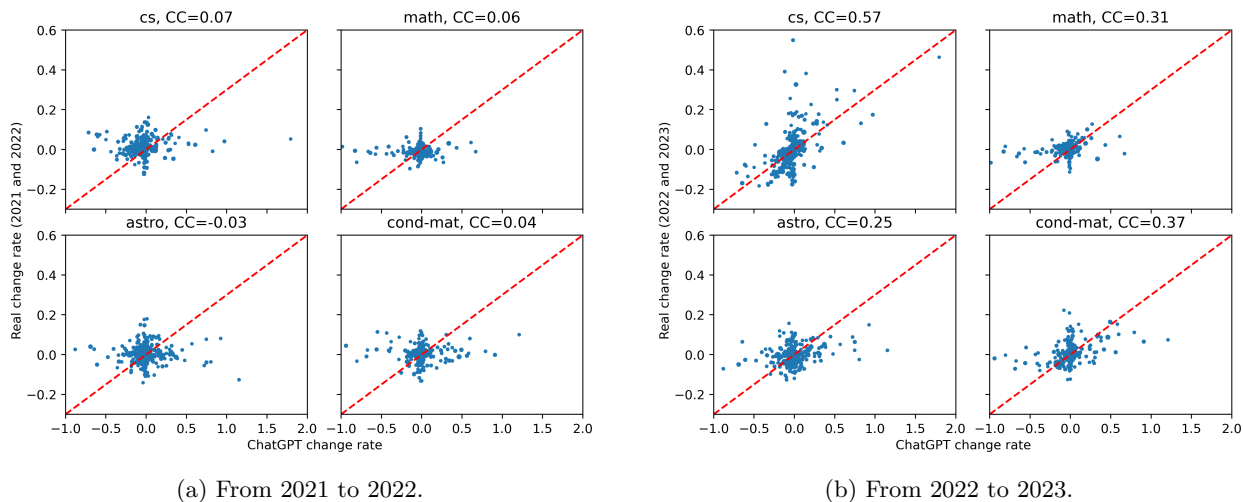 cs, CC=0.07
math, CC=0.06
0.6
0.4
0.2
0.0
−0.2
astro, CC=-0.03
cond-mat, CC=0.04
0.6
0.4
0.2
0.0
−0.2
−1.0 −0.5 0.0 0.5 1.0 1.5 2.0
−1.0 −0.5 0.0 0.5 1.0 1.5 2.0
Real change rate (2021 and 2022)
ChatGPT change rate
(a) From 2021 to 2022.
cs, CC=0.57
math, CC=0.31
0.6
0.4
0.2
0.0
−0.2
astro, CC=0.25
cond-mat, CC=0.37
0.6
0.4
0.2
0.0
−0.2
−1.0 −0.5 0.0 0.5 1.0 1.5 2.0
−1.0 −0.5 0.0 0.5 1.0 1.5 2.0
Real change rate (2022 and 2023)
ChatGPT change rate
(b) From 2022 to 2023.